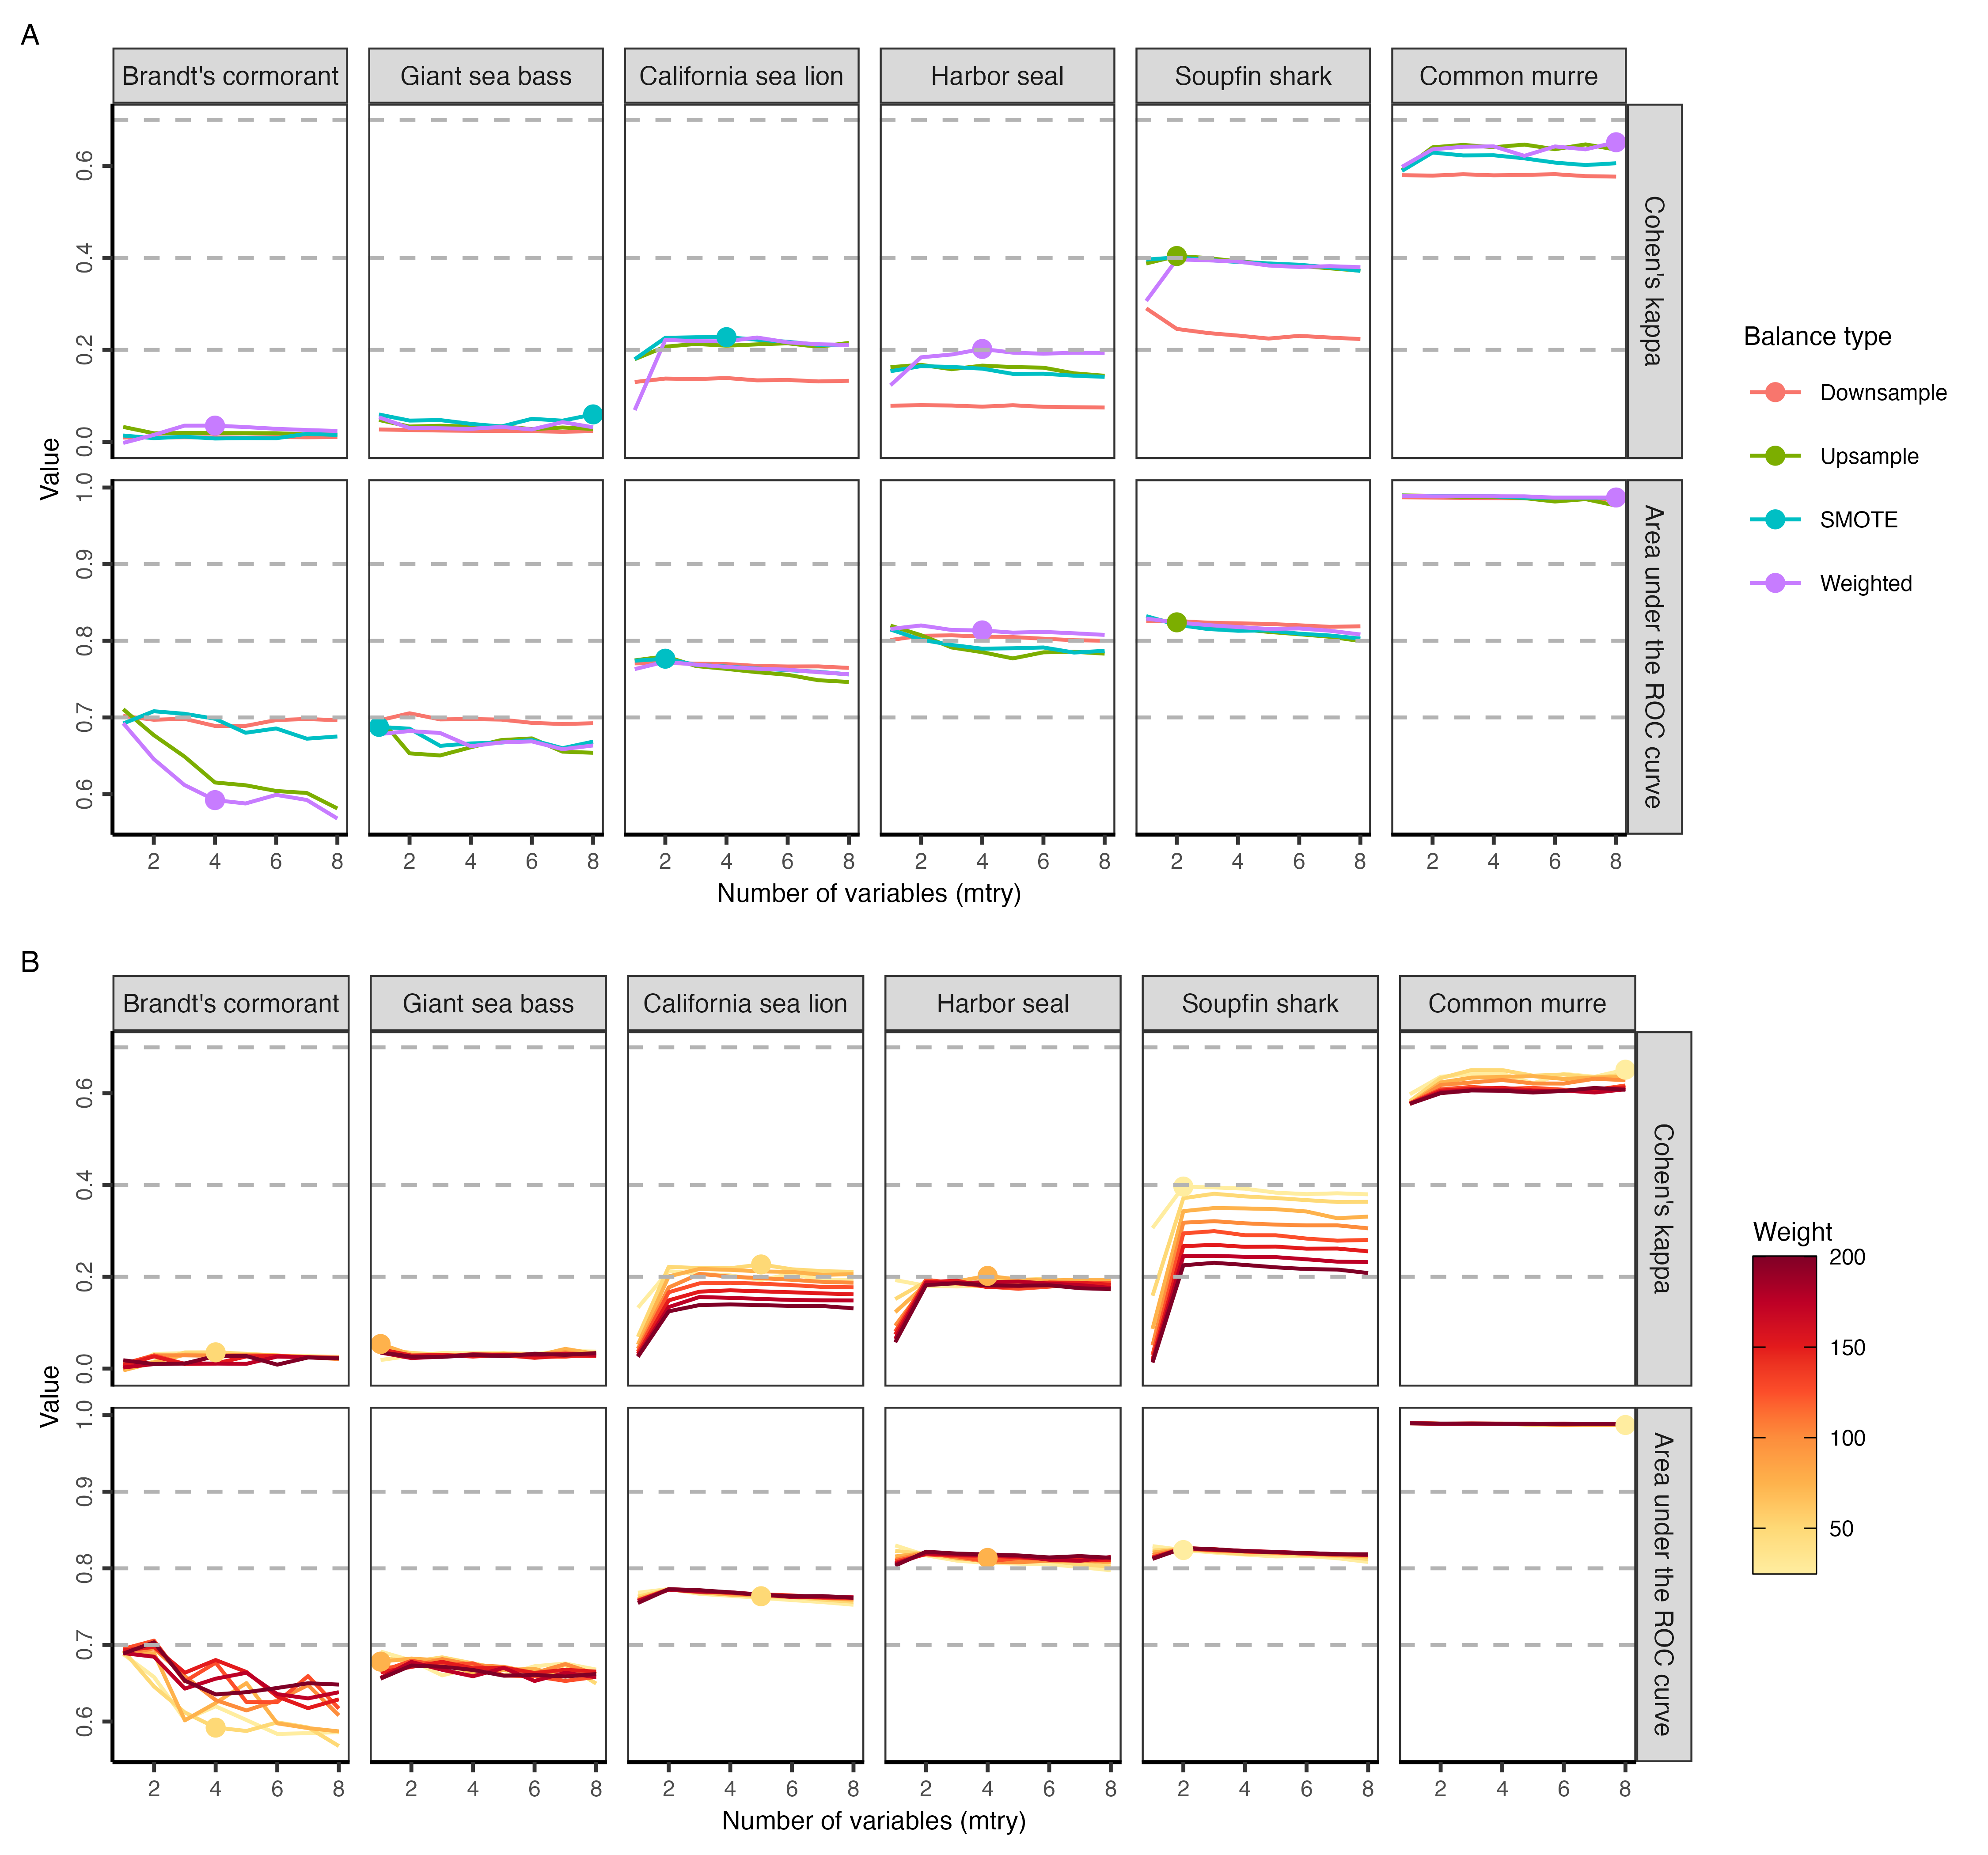 A
Brandt's cormorant Giant sea bass California sea lion Harbor seal Soupfin shark Common murre
0.6
0.4
0.2
0.0
Cohen's kappa
Value
1.0
0.9
0.8
0.7
0.6
Area under the ROC curve
2 4 6 8 2 4 6 8 2 4 6 8 2 4 6 8 2 4 6 8 2 4 6 8
Number of variables (mtry)
Balance type
Downsample
Upsample
SMOTE
Weighted
B
Brandt's cormorant Giant sea bass California sea lion Harbor seal Soupfin shark Common murre
0.6
0.4
0.2
0.0
Cohen's kappa
Value
1.0
0.9
0.8
0.7
0.6
Area under the ROC curve
2 4 6 8 2 4 6 8 2 4 6 8 2 4 6 8 2 4 6 8 2 4 6 8
Number of variables (mtry)
Weight
200
150
100
50